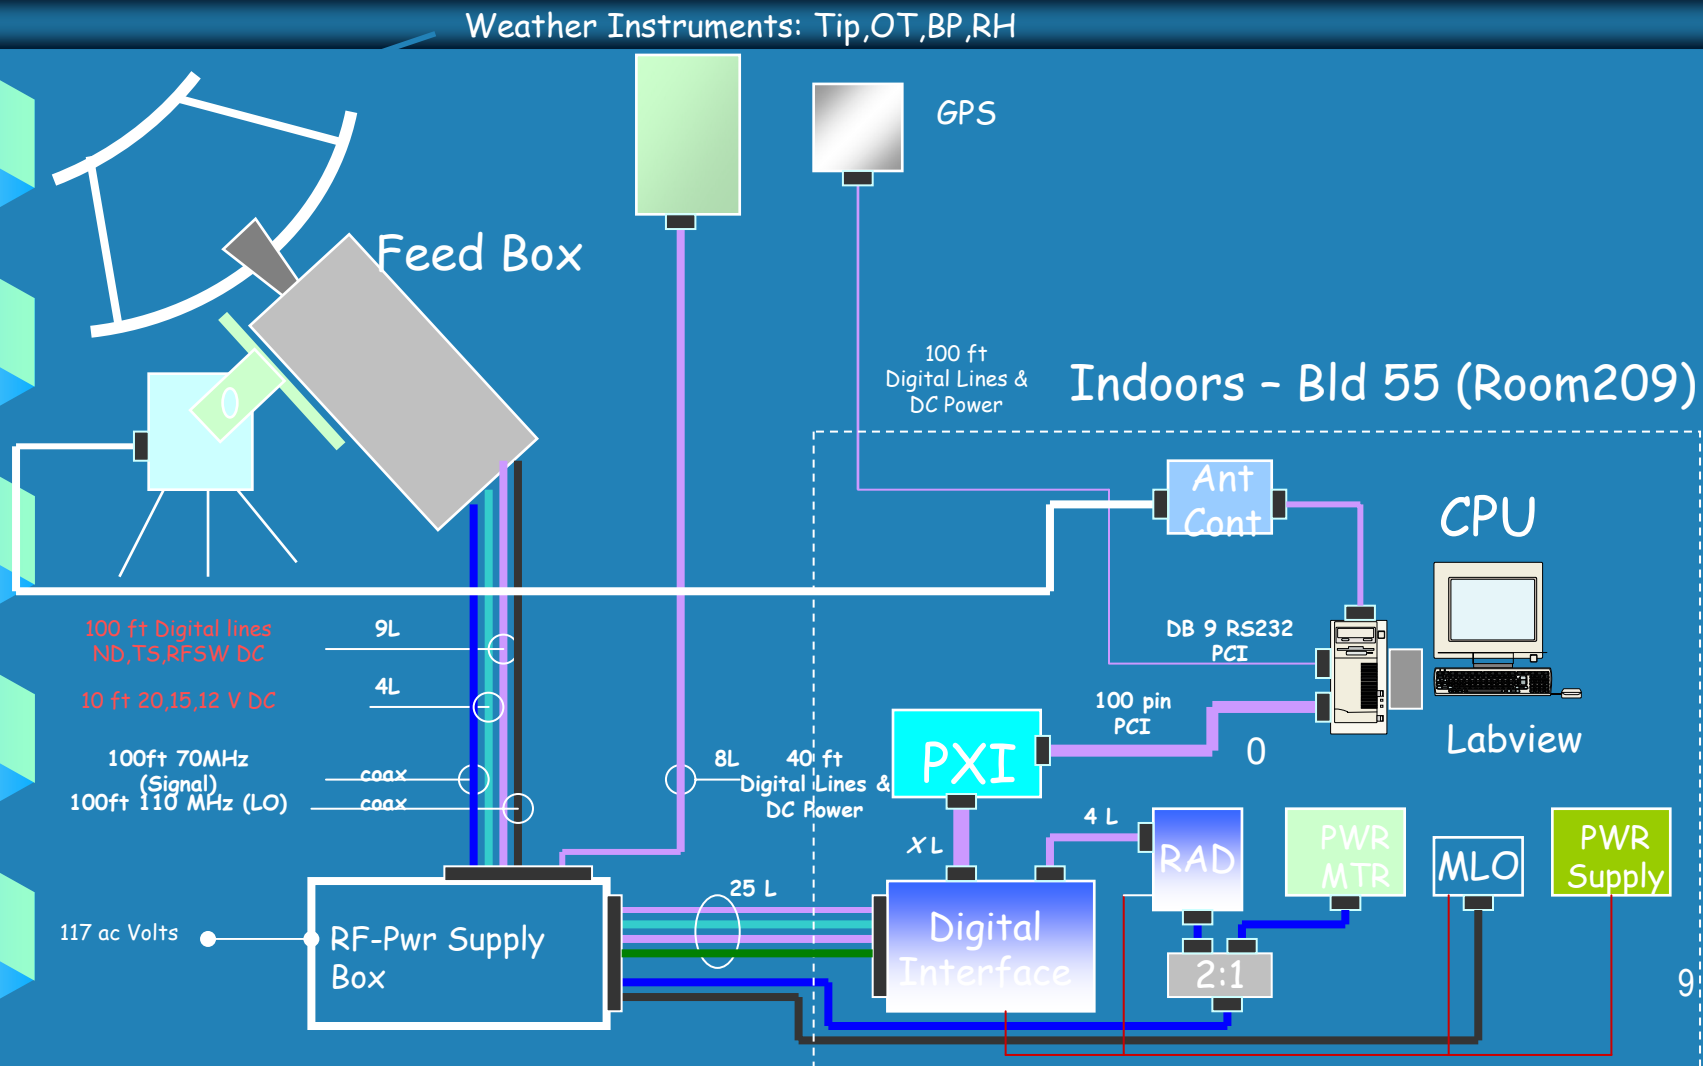 Weather Instruments: Tip,OT,BP,RH
GPS
Feed Box
100 ft
Digital Lines &
DC Power
Indoors – Bld 55 (Room209)
0
Ant
Cont
CPU
100 ft Digital lines
ND,TS,RFSW DC
9L
DB 9 RS232
PCI
10 ft 20,15,12 V DC
4L
100 pin
PCI
0
Labview
PXI
100ft 70MHz
(Signal)
coax
100ft 110 MHz (LO)
coax
8L
40 ft
Digital Lines &
DC Power
X L
4 L
RAD
PWR
MTR
MLO
PWR
Supply
25 L
117 ac Volts
RF-Pwr Supply
Box
Digital
Interface
2:1
9